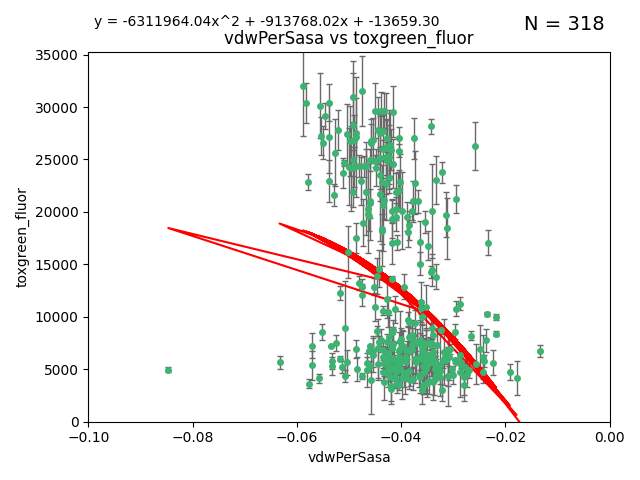 y = -6311964.04x^2 + -913768.02x + -13659.30
N = 318
vdwPerSasa vs toxgreen_fluor
toxgreen_fluor
35000
30000
25000
20000
15000
10000
5000
0
−0.10
−0.08
−0.06
−0.04
−0.02
0.00
vdwPerSasa